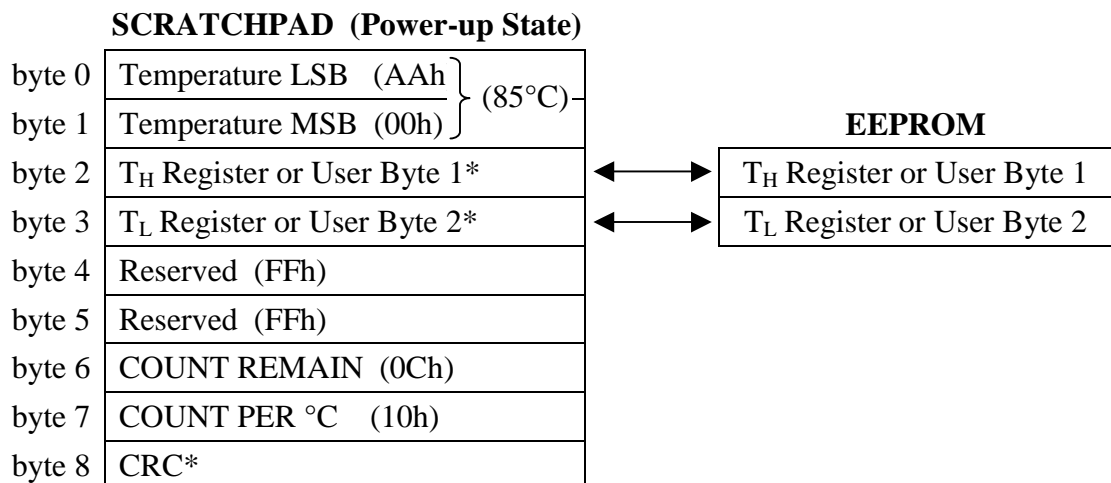 SCRATCHPAD (Power-up State)
byte 0 Temperature LSB (AAh
(85°C)
byte 1 Temperature MSB (00h) EEPROM
byte 2 TH Register or User Byte 1* TH Register or User Byte 1
byte 3 TL Register or User Byte 2* TL Register or User Byte 2
byte 4 Reserved (FFh)
byte 5 Reserved (FFh)
byte 6 COUNT REMAIN (0Ch)
byte 7 COUNT PER °C (10h)
byte 8 CRC*